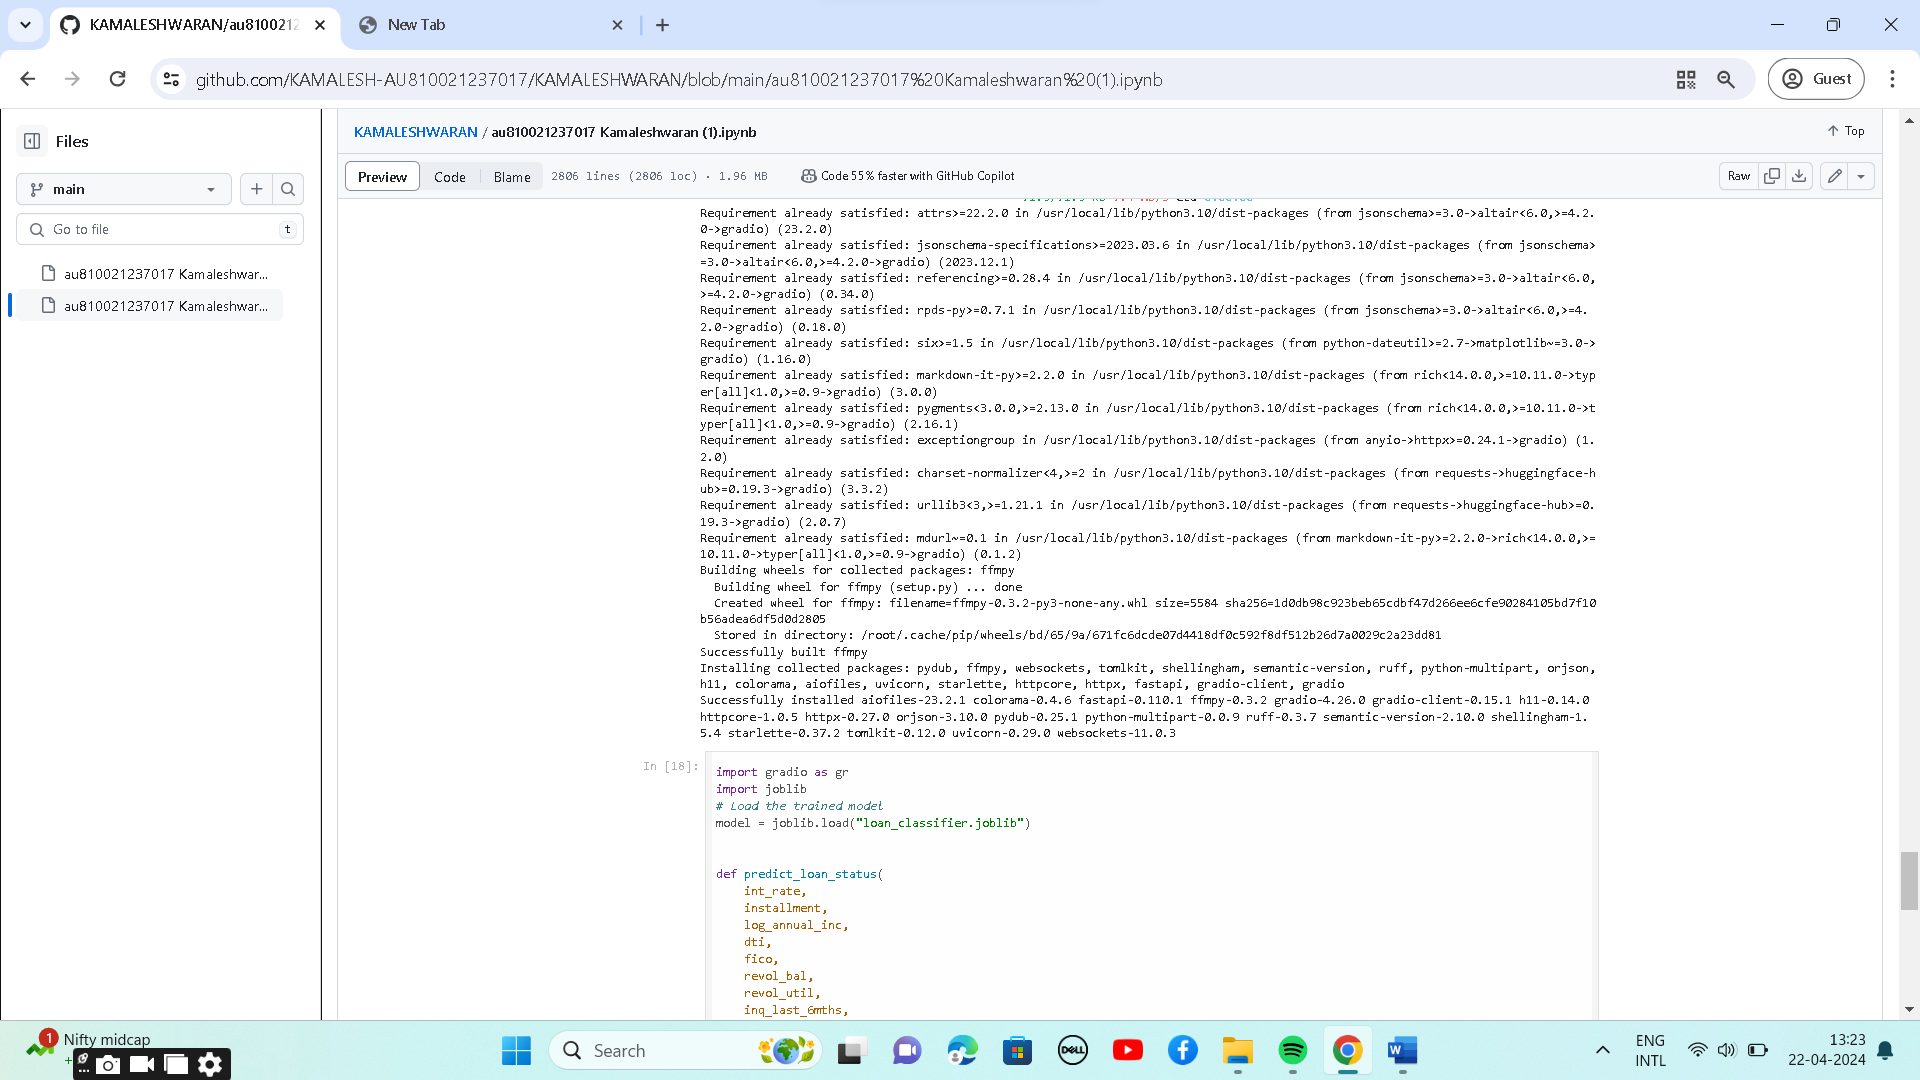 KAMALESHWARAN/au8100212
New Tab
github.com/KAMALESH-AU810021237017/KAMALESHWARAN/blob/main/au810021237017%20Kamaleshwaran%20(1).ipynb
Guest
Files
KAMALESHWARAN / au810021237017 Kamaleshwaran (1).ipynb
Top
main
Preview
Code
Blame
2806 lines (2806 loc) · 1.96 MB
Code 55% faster with GitHub Copilot
Raw
Go to file
t
au810021237017 Kamaleshwar...
au810021237017 Kamaleshwar...
Requirement already satisfied: attrs>=22.2.0 in /usr/local/lib/python3.10/dist-packages (from jsonschema>=3.0->altair<6.0,>=4.2.
0->gradio) (23.2.0)
Requirement already satisfied: jsonschema-specifications>=2023.03.6 in /usr/local/lib/python3.10/dist-packages (from jsonschema>
=3.0->altair<6.0,>=4.2.0->gradio) (2023.12.1)
Requirement already satisfied: referencing>=0.28.4 in /usr/local/lib/python3.10/dist-packages (from jsonschema>=3.0->altair<6.0,
>=4.2.0->gradio) (0.34.0)
Requirement already satisfied: rpds-py>=0.7.1 in /usr/local/lib/python3.10/dist-packages (from jsonschema>=3.0->altair<6.0,>=4.
2.0->gradio) (0.18.0)
Requirement already satisfied: six>=1.5 in /usr/local/lib/python3.10/dist-packages (from python-dateutil>=2.7->matplotlib~=3.0->
gradio) (1.16.0)
Requirement already satisfied: markdown-it-py>=2.2.0 in /usr/local/lib/python3.10/dist-packages (from rich<14.0.0,>=10.11.0->typ
er[all]<1.0,>=0.9->gradio) (3.0.0)
Requirement already satisfied: pygments<3.0.0,>=2.13.0 in /usr/local/lib/python3.10/dist-packages (from rich<14.0.0,>=10.11.0->t
yper[all]<1.0,>=0.9->gradio) (2.16.1)
Requirement already satisfied: exceptiongroup in /usr/local/lib/python3.10/dist-packages (from anyio->httpx>=0.24.1->gradio) (1.
2.0)
Requirement already satisfied: charset-normalizer<4,>=2 in /usr/local/lib/python3.10/dist-packages (from requests->huggingface-h
ub>=0.19.3->gradio) (3.3.2)
Requirement already satisfied: urllib3<3,>=1.21.1 in /usr/local/lib/python3.10/dist-packages (from requests->huggingface-hub>=0.
19.3->gradio) (2.0.7)
Requirement already satisfied: mdurl~=0.1 in /usr/local/lib/python3.10/dist-packages (from markdown-it-py>=2.2.0->rich<14.0.0,>=
10.11.0->typer[all]<1.0,>=0.9->gradio) (0.1.2)
Building wheels for collected packages: ffmpy
Building wheel for ffmpy (setup.py) ... done
Created wheel for ffmpy: filename=ffmpy-0.3.2-py3-none-any.whl size=5584 sha256=1d0db98c923beb65cdbf47d266ee6cfe90284105bd7f10
b56adea6df5d0d2805
Stored in directory: /root/.cache/pip/wheels/bd/65/9a/671fc6dcde07d4418df0c592f8df512b26d7a0029c2a23dd81
Successfully built ffmpy
Installing collected packages: pydub, ffmpy, websockets, tomlkit, shellingham, semantic-version, ruff, python-multipart, orjson,
h11, colorama, aiofiles, uvicorn, starlette, httpcore, httpx, fastapi, gradio-client, gradio
Successfully installed aiofiles-23.2.1 colorama-0.4.6 fastapi-0.110.1 ffmpy-0.3.2 gradio-4.26.0 gradio-client-0.15.1 h11-0.14.0
httpcore-1.0.5 httpx-0.27.0 orjson-3.10.0 pydub-0.25.1 python-multipart-0.0.9 ruff-0.3.7 semantic-version-2.10.0 shellingham-1.
5.4 starlette-0.37.2 tomlkit-0.12.0 uvicorn-0.29.0 websockets-11.0.3
In [18]:
import gradio as gr
import joblib
# Load the trained model
model = joblib.load("loan_classifier.joblib")
def predict_loan_status(
int_rate,
installment,
log_annual_inc,
dti,
fico,
revol_bal,
revol_util,
inq_last_6mths,
1
Nifty midcap
Search
DELL
W
ENG
INTL
13:23
22-04-2024